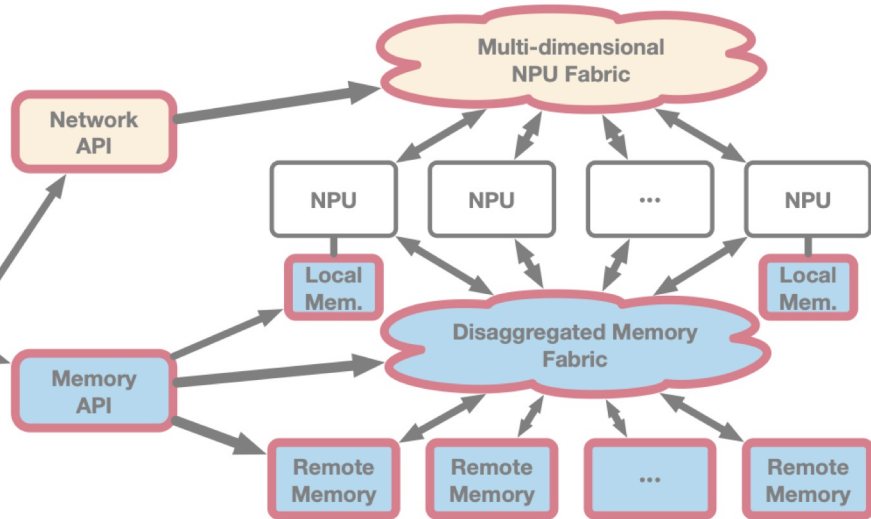 Multi-dimensional
NPU Fabric
Network
API
NPU
NPU
...
NPU
Local
Mem.
Local
Mem.
Disaggregated Memory
Fabric
Memory
API
Remote
Memory
Remote
Memory
...
Remote
Memory